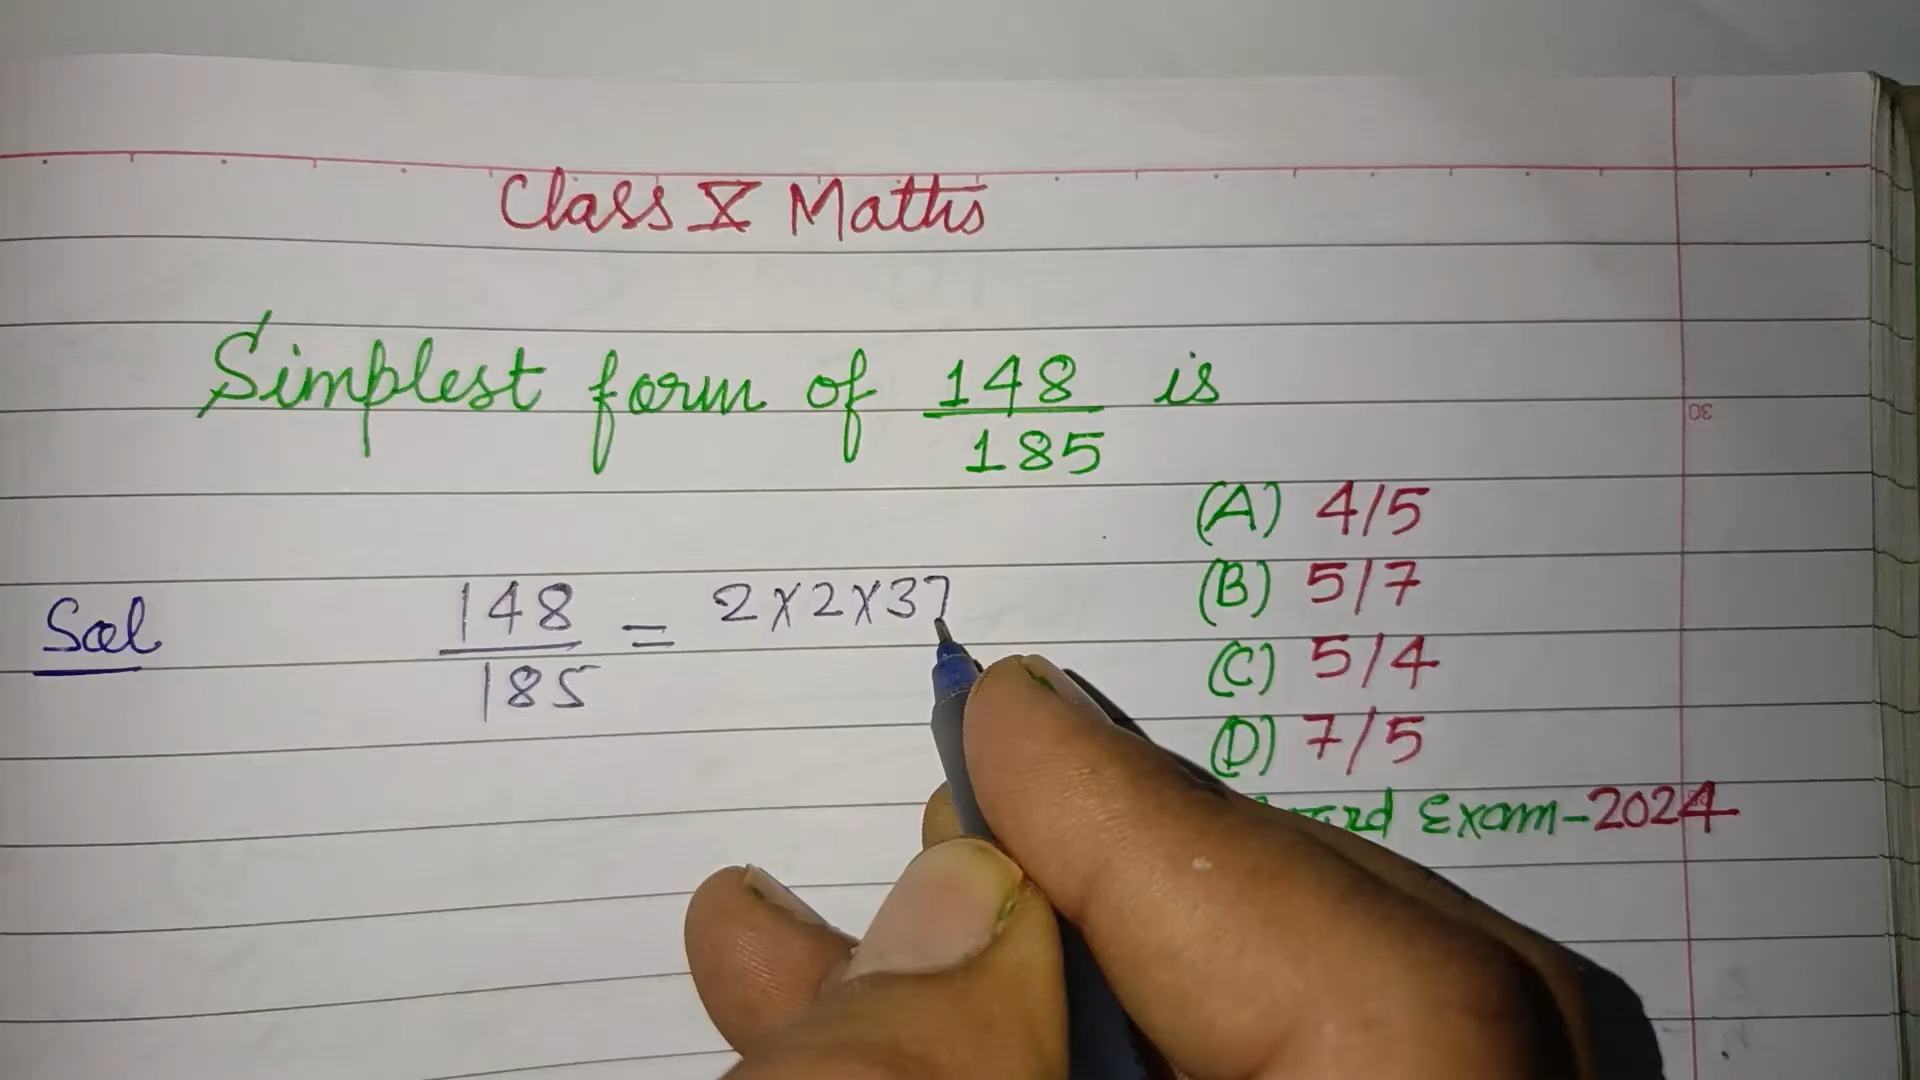 Class X Maths
Simplest form of 148/185 is
(A) 4/5
(B) 5/7
(C) 5/4
(D) 7/5
Exam-2024
Sol 148/185 = 2×2×37
30